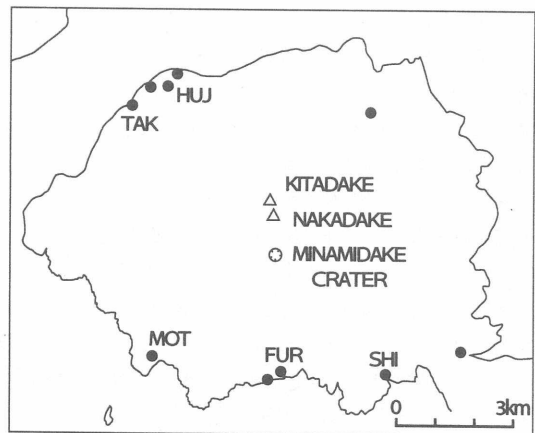 HUJ
TAK
KITADAKE
NAKADAKE
MINAMIDAKE
CRATER
MOT
FUR
SHI
0 3km